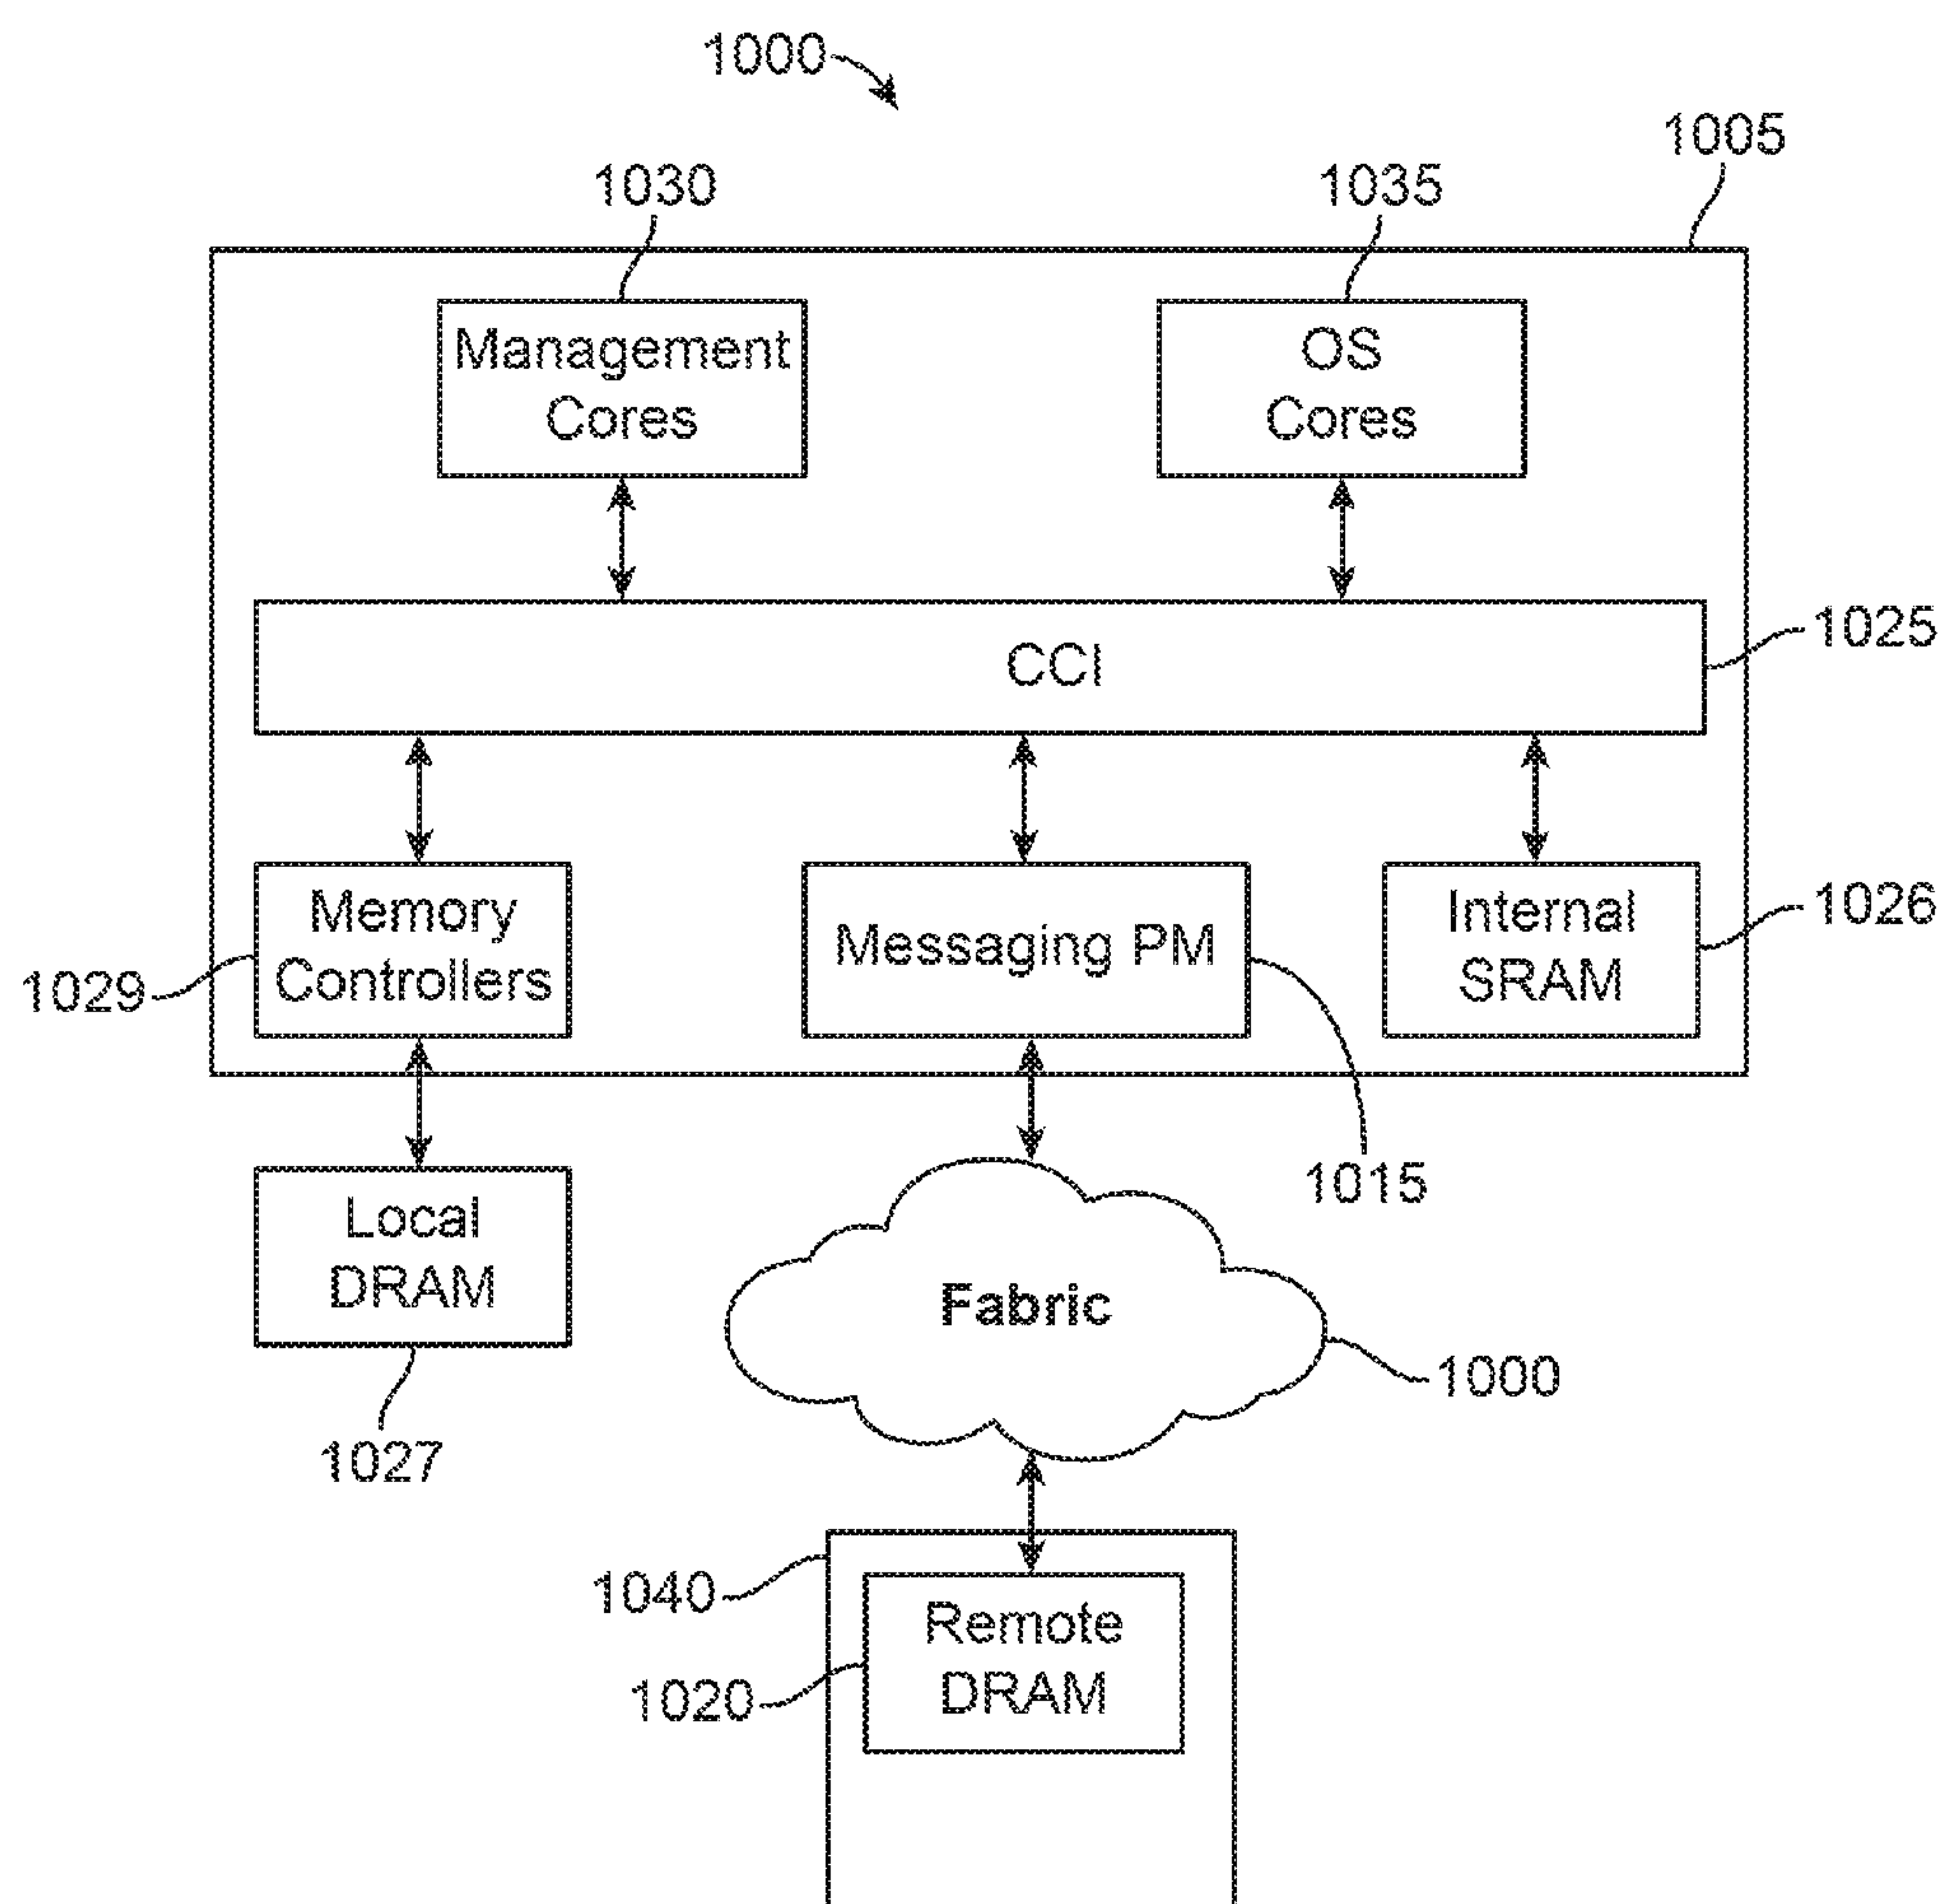 1000
1005
1030
1035
Management
Cores
OS
Cores
CCI
1025
Memory
Controllers
Messaging PM
Internal
SRAM
1026
1029
1015
Local
DRAM
Fabric
1000
1027
1040
Remote
DRAM
1020